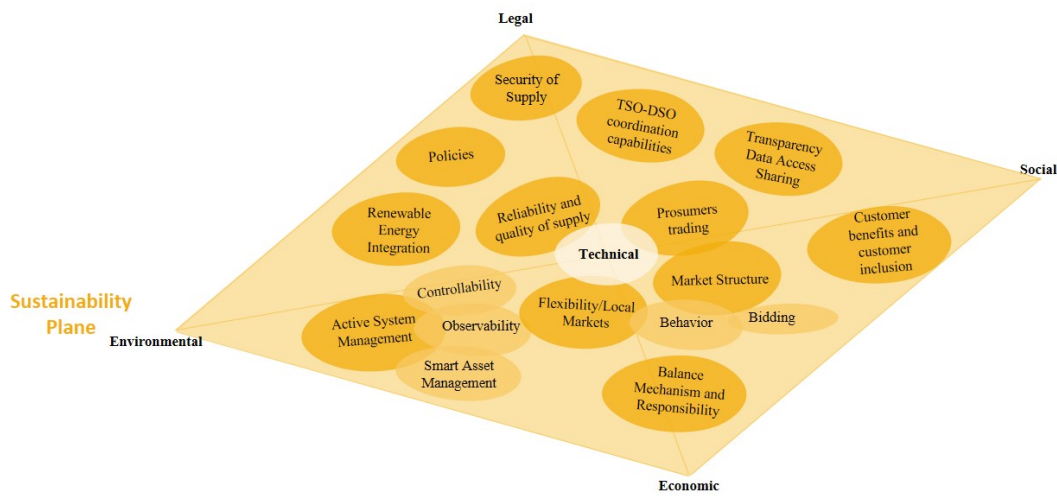 Legal
Security of
Supply
TSO-DSO
coordination
capabilities
Transparency
Data Access
Sharing
Policies
Social
Renewable
Energy
Integration
Reliability and
quality of supply
Prosumers
trading
Customer
benefits and
customer
inclusion
Technical
Market Structure
Controllability
Sustainability
Plane
Flexibility/Local
Markets
Active System
Management
Observability
Behavior
Bidding
Environmental
Smart Asset
Management
Balance
Mechanism and
Responsibility
Economic